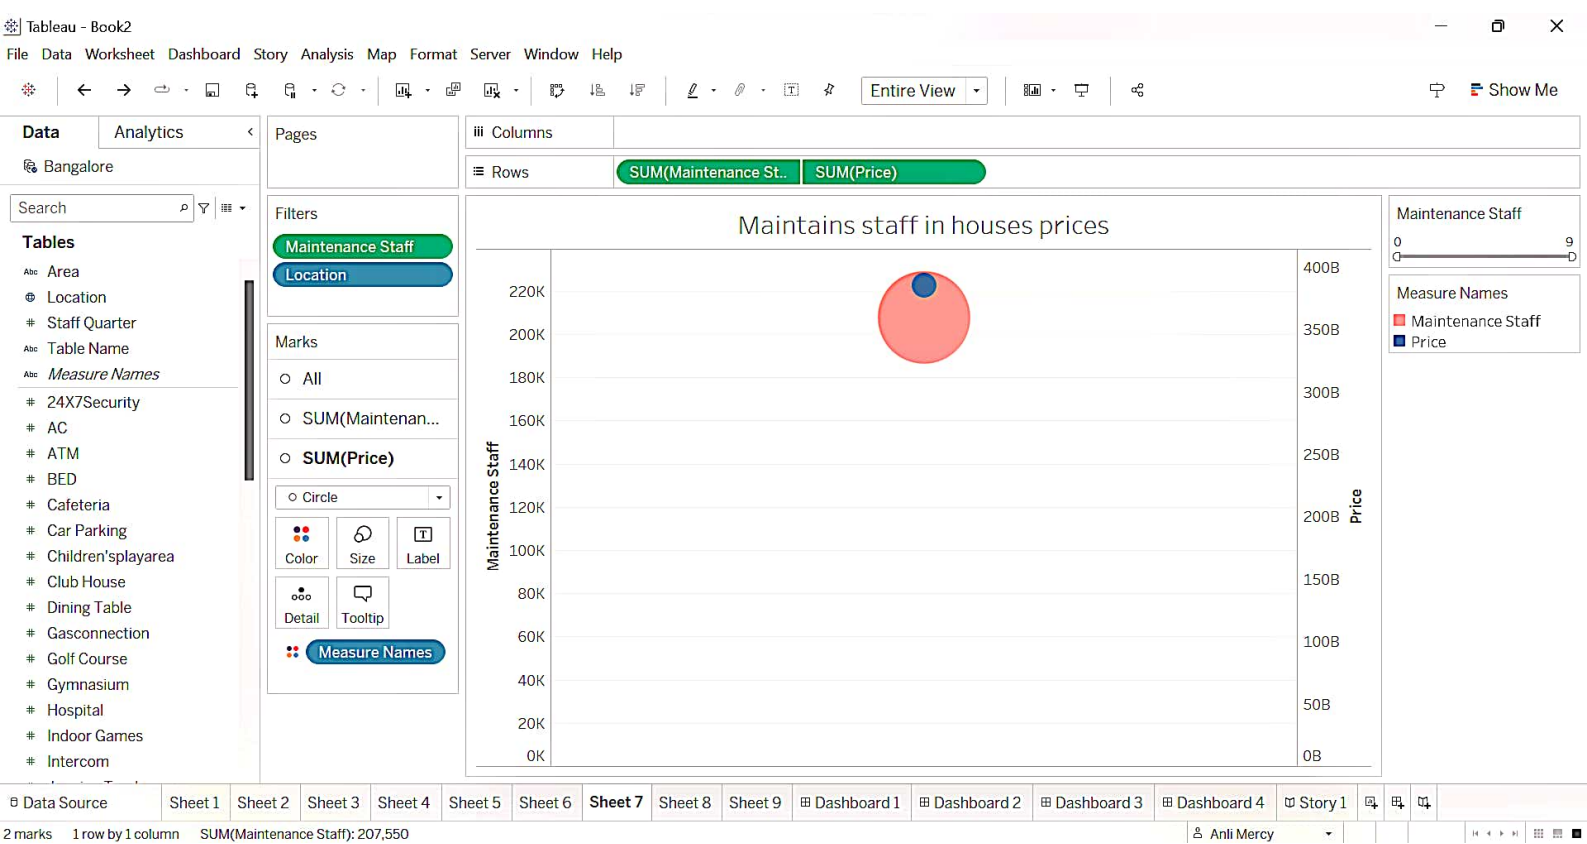 Tableau - Book2
File Data Worksheet Dashboard Story Analysis Map Format Server Window Help
Entire View
Show Me
Data Analytics
Bangalore
Search
Tables
Abc Area
Location
# Staff Quarter
Abc Table Name
Abc Measure Names
# 24X7Security
# AC
# ATM
# BED
# Cafeteria
# Car Parking
# Children'splayarea
# Club House
# Dining Table
# Gasconnection
# Golf Course
# Gymnasium
# Hospital
# Indoor Games
# Intercom
Pages
Filters
Maintenance Staff
Location
Marks
All
SUM(Maintenan...
SUM(Price)
Circle
Color Size Label
Detail Tooltip
Measure Names
Columns
Rows SUM(Maintenance St.. SUM(Price)
Maintains staff in houses prices
Maintenance Staff
220K
200K
180K
160K
140K
120K
100K
80K
60K
40K
20K
0K
400B
350B
300B
250B
200B
150B
100B
50B
0B
Price
Maintenance Staff
0 9
Measure Names
Maintenance Staff
Price
Data Source Sheet 1 Sheet 2 Sheet 3 Sheet 4 Sheet 5 Sheet 6 Sheet 7 Sheet 8 Sheet 9 Dashboard 1 Dashboard 2 Dashboard 3 Dashboard 4 Story 1
2 marks 1 row by 1 column SUM(Maintenance Staff): 207,550 Anli Mercy